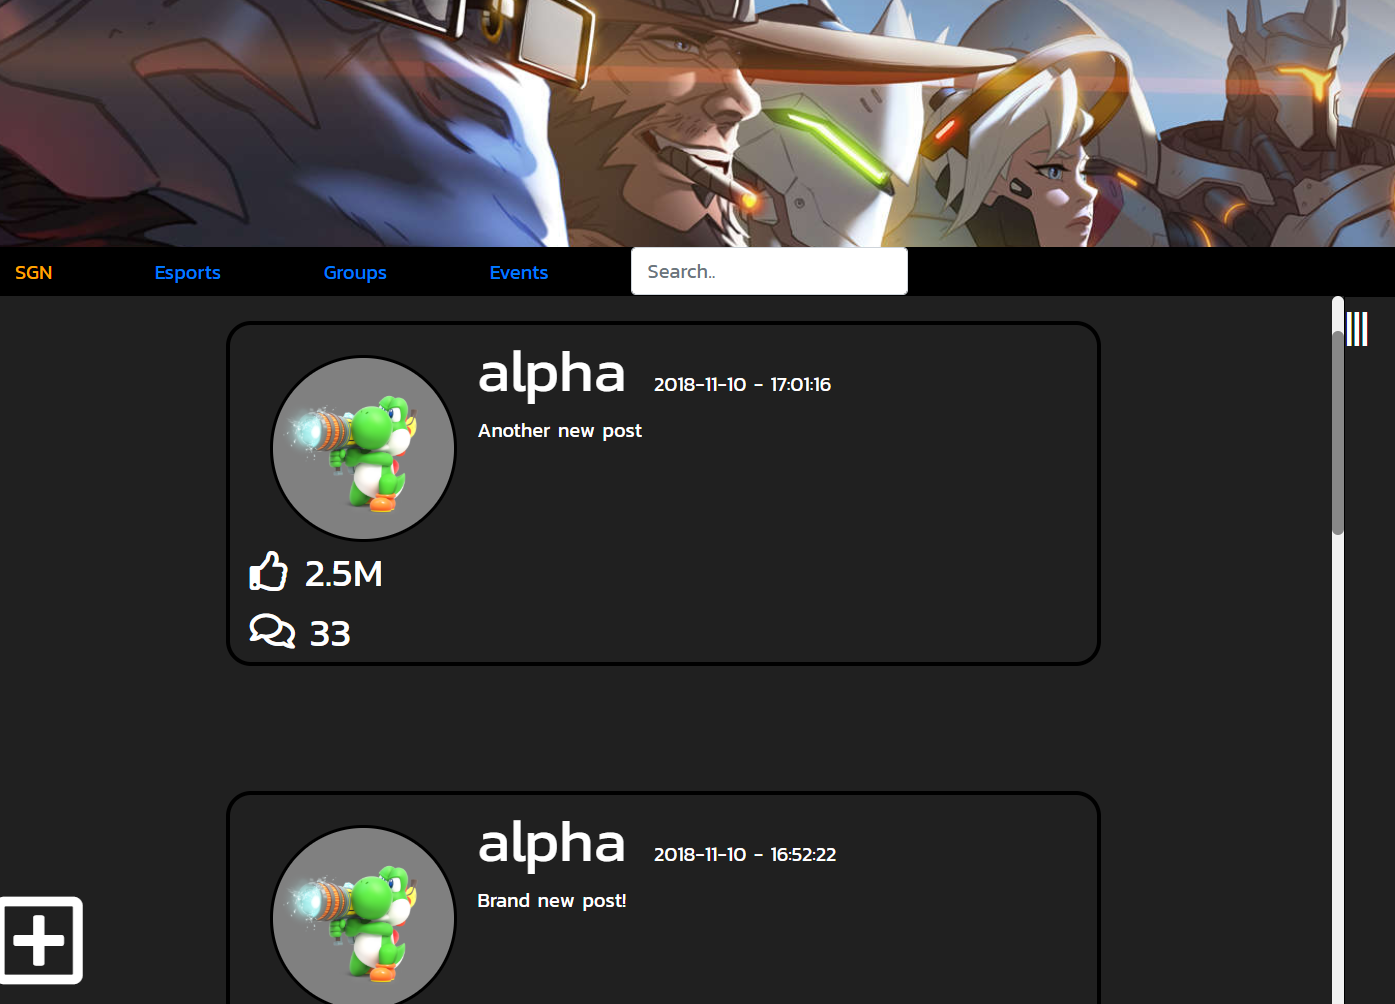 SGN Esports Groups Events Search..
alpha 2018-11-10 - 17:01:16
Another new post
2.5M
33
alpha 2018-11-10 - 16:52:22
Brand new post!